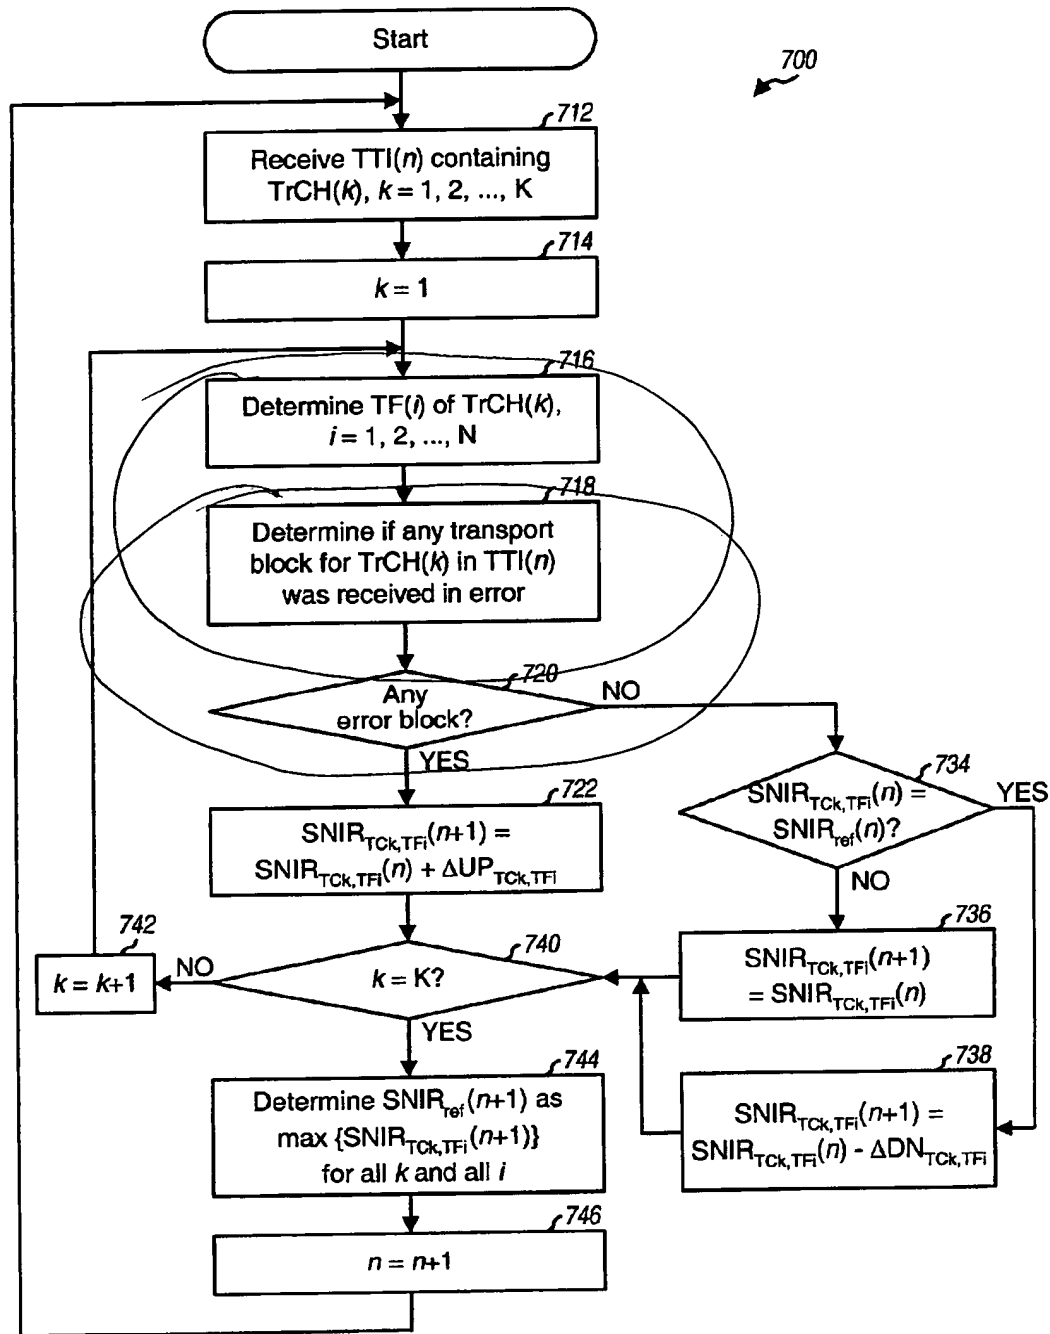 Start
700
712
Receive TTI(n) containing
TrCH(k), k = 1, 2, ..., K
714
k = 1
716
Determine TF(i) of TrCH(k),
i = 1, 2, ..., N
718
Determine if any transport
block for TrCH(k) in TTI(n)
was received in error
720
Any
error block?
NO
YES
734
SNIR_TCk,TFi(n) =
SNIR_ref(n)?
YES
NO
722
SNIR_TCk,TFi(n+1) =
SNIR_TCk,TFi(n) + ΔUP_TCk,TFi
736
SNIR_TCk,TFi(n+1)
= SNIR_TCk,TFi(n)
742
k = k+1
NO
740
k = K?
YES
738
SNIR_TCk,TFi(n+1) =
SNIR_TCk,TFi(n) - ΔDN_TCk,TFi
744
Determine SNIR_ref(n+1) as
max {SNIR_TCk,TFi(n+1)}
for all k and all i
746
n = n+1